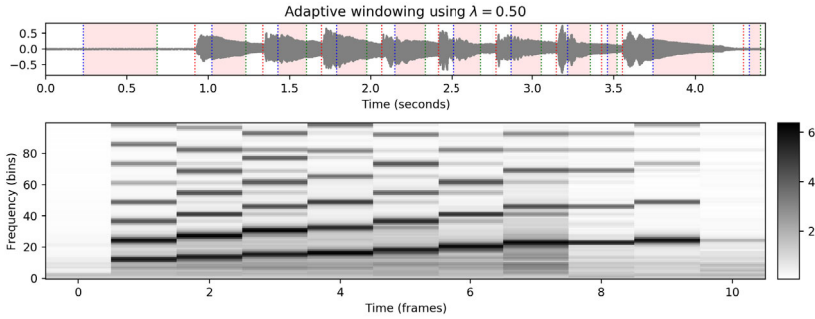 Adaptive windowing using λ = 0.50
0.5
0.0
−0.5
0.0 0.5 1.0 1.5 2.0 2.5 3.0 3.5 4.0
Time (seconds)
Frequency (bins)
80
60
40
20
0
6
4
2
0 2 4 6 8 10
Time (frames)